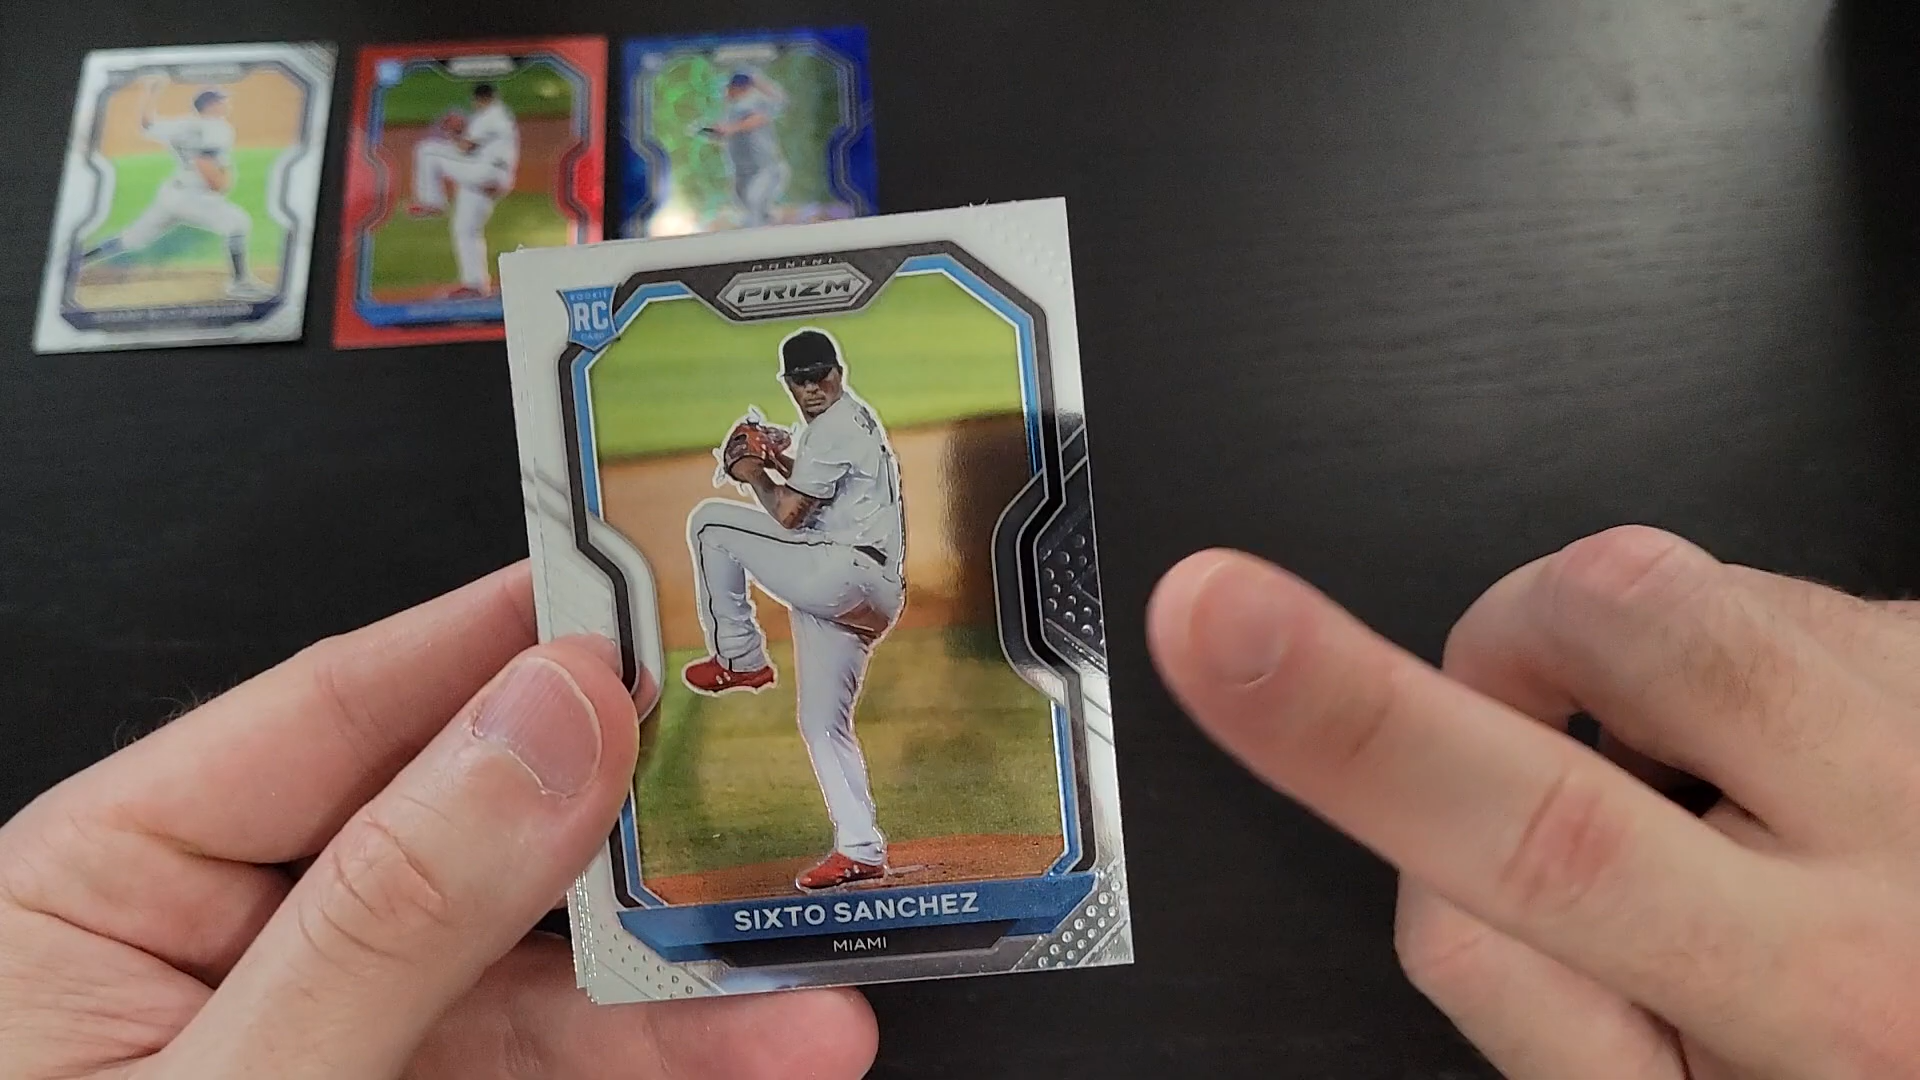 PANINI
PRIZM
ROOKIE
RC
CARD
SIXTO SANCHEZ
MIAMI